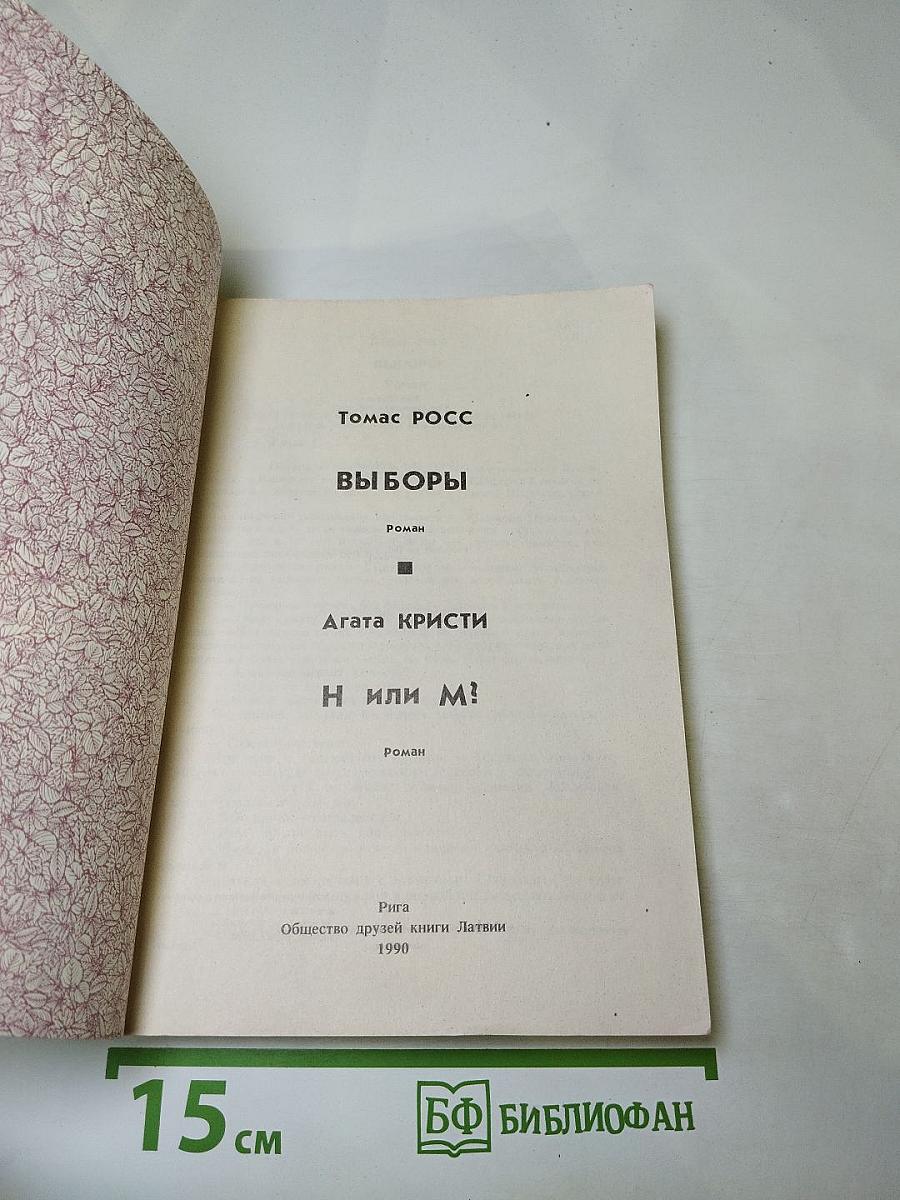 Томас РОСС
ВЫБОРЫ
Роман
Агата КРИСТИ
Н или М?
Роман
Рига
Общество друзей книги Латвии
1990
15 см
БФ БИБЛИОФАН